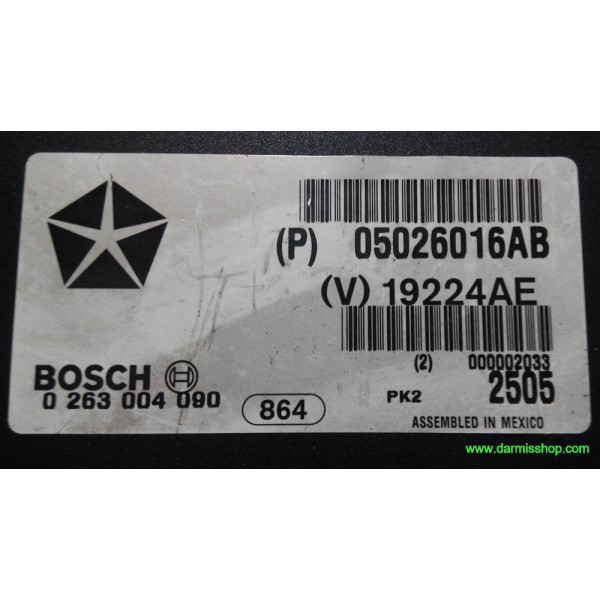 (P) 05026016AB
(V) 19224AE
(2) 000002033
BOSCH
0 263 004 090
864
PK2 2505
ASSEMBLED IN MEXICO
www.darmisshop.com